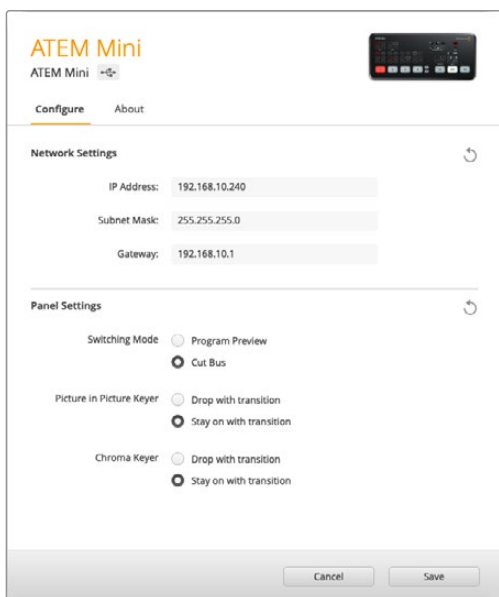 ATEM Mini
ATEM Mini
Configure About
Network Settings
IP Address: 192.168.10.240
Subnet Mask: 255.255.255.0
Gateway: 192.168.10.1
Panel Settings
Switching Mode Program Preview
Cut Bus
Picture in Picture Keyer Drop with transition
Stay on with transition
Chroma Keyer Drop with transition
Stay on with transition
Cancel Save